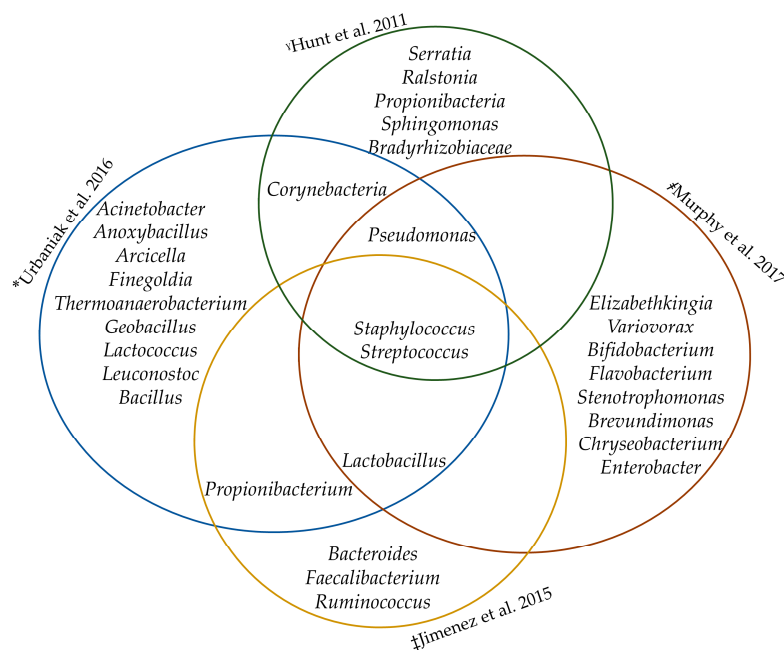 ᵞHunt et al. 2011
Serratia
Ralstonia
Propionibacteria
Sphingomonas
Bradyrhizobiaceae
*Urbaniak et al. 2016
Corynebacteria
Pseudomonas
≠Murphy et al. 2017
Acinetobacter
Anoxybacillus
Arcicella
Finegoldia
Thermoanaerobacterium
Geobacillus
Lactococcus
Leuconostoc
Bacillus
Staphylococcus
Streptococcus
Elizabethkingia
Variovorax
Bifidobacterium
Flavobacterium
Stenotrophomonas
Brevundimonas
Chryseobacterium
Enterobacter
Lactobacillus
Propionibacterium
Bacteroides
Faecalibacterium
Ruminococcus
‡Jimenez et al. 2015